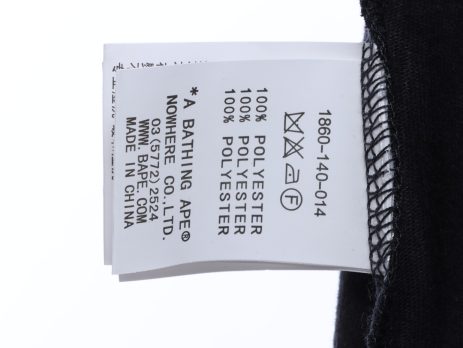 1860-140-014
F
100% POLYESTER
100% POLYESTER
100% POLYESTER
*A BATHING APE®
NOWHERE CO.,LTD.
03(5772)2524
WWW.BAPE.COM
MADE IN CHINA